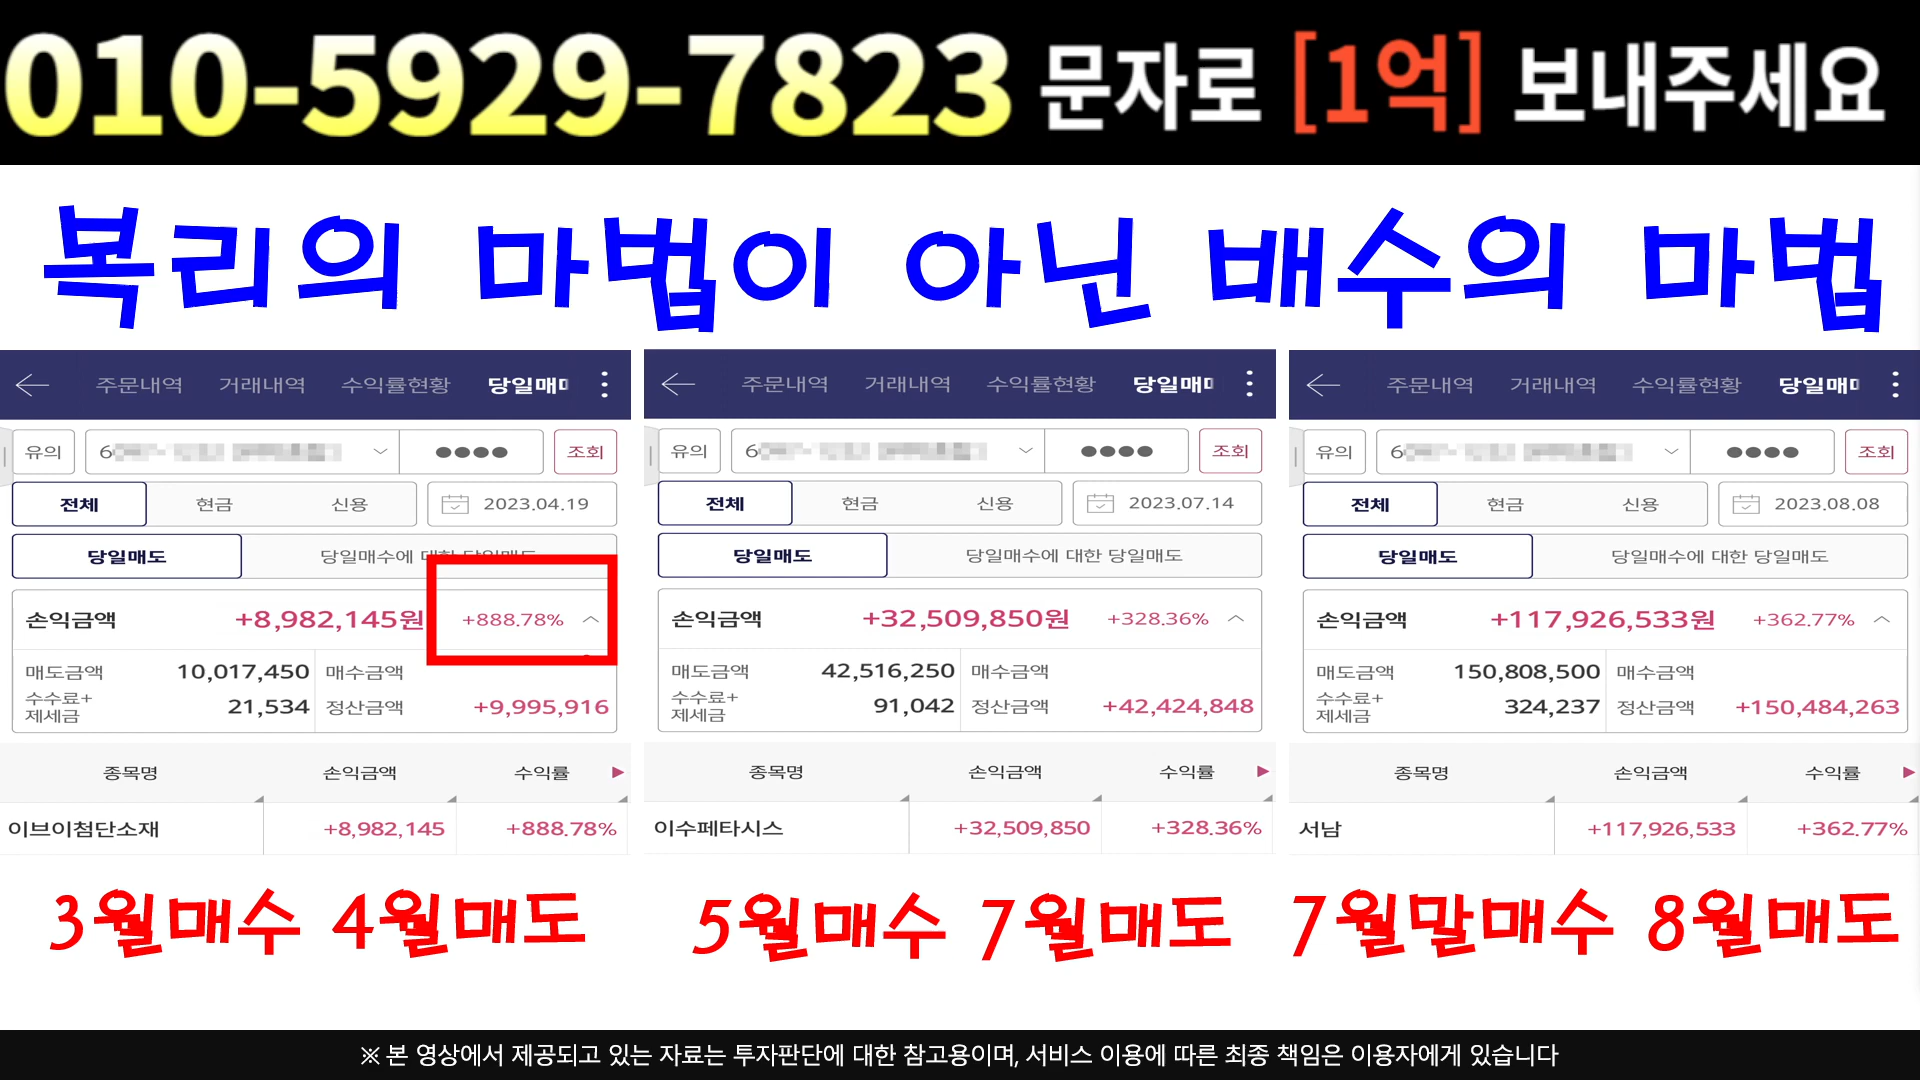 010-5929-7823 문자로 [1억] 보내주세요
복리의 마법이 아닌 배수의 마법
주문내역 거래내역 수익률현황 당일매
유의 6 ●●●● 조회
전체 현금 신용 2023.04.19
당일매도 당일매수에 대한 당일매도
손익금액 +8,982,145원 +888.78%
매도금액 10,017,450 매수금액
수수료+
제세금 21,534 정산금액 +9,995,916
종목명 손익금액 수익률
이브이첨단소재 +8,982,145 +888.78%
3월매수 4월매도
주문내역 거래내역 수익률현황 당일매
유의 6 ●●●● 조회
전체 현금 신용 2023.07.14
당일매도 당일매수에 대한 당일매도
손익금액 +32,509,850원 +328.36%
매도금액 42,516,250 매수금액
수수료+
제세금 91,042 정산금액 +42,424,848
종목명 손익금액 수익률
이수페타시스 +32,509,850 +328.36%
5월매수 7월매도
주문내역 거래내역 수익률현황 당일매
유의 6 ●●●● 조회
전체 현금 신용 2023.08.08
당일매도 당일매수에 대한 당일매도
손익금액 +117,926,533원 +362.77%
매도금액 150,808,500 매수금액
수수료+
제세금 324,237 정산금액 +150,484,263
종목명 손익금액 수익률
서남 +117,926,533 +362.77%
7월말매수 8월매도
※ 본 영상에서 제공되고 있는 자료는 투자판단에 대한 참고용이며, 서비스 이용에 따른 최종 책임은 이용자에게 있습니다